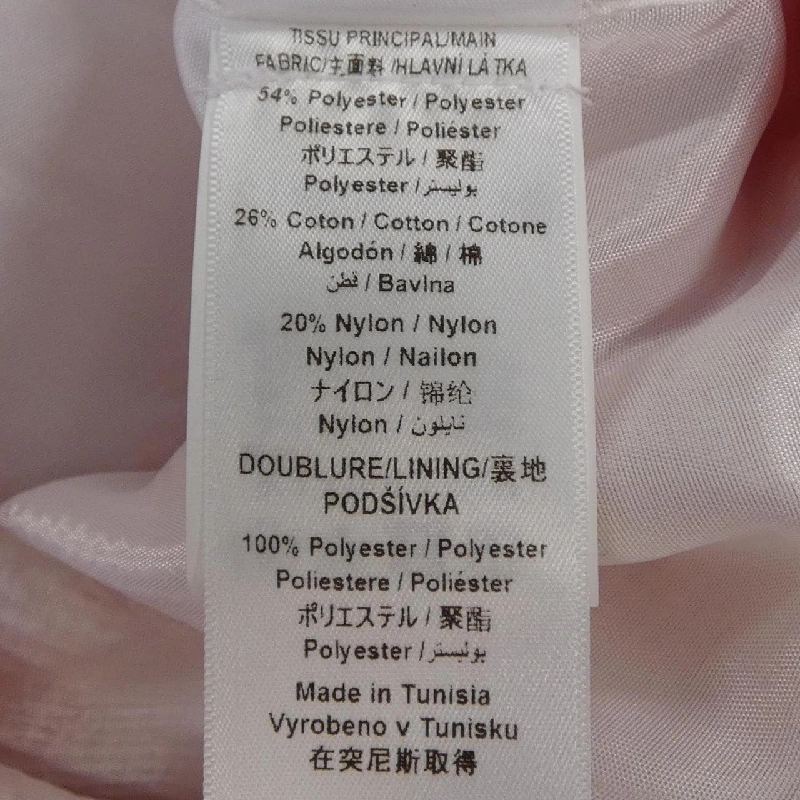 TISSU PRINCIPAL/MAIN
FABRIC/主面料 /HLAVNÍ LÁTKA
54% Polyester / Polyester
Poliestere / Poliéster
ポリエステル / 聚酯
Polyester / بوليستر
26% Coton / Cotton / Cotone
Algodón / 綿 / 棉
قطن / Bavlna
20% Nylon / Nylon
Nylon / Nailon
ナイロン / 锦纶
Nylon / نايلون
DOUBLURE/LINING/裏地
PODŠÍVKA
100% Polyester / Polyester
Poliestere / Poliéster
ポリエステル / 聚酯
Polyester / بوليستر
Made in Tunisia
Vyrobeno v Tunisku
在突尼斯取得